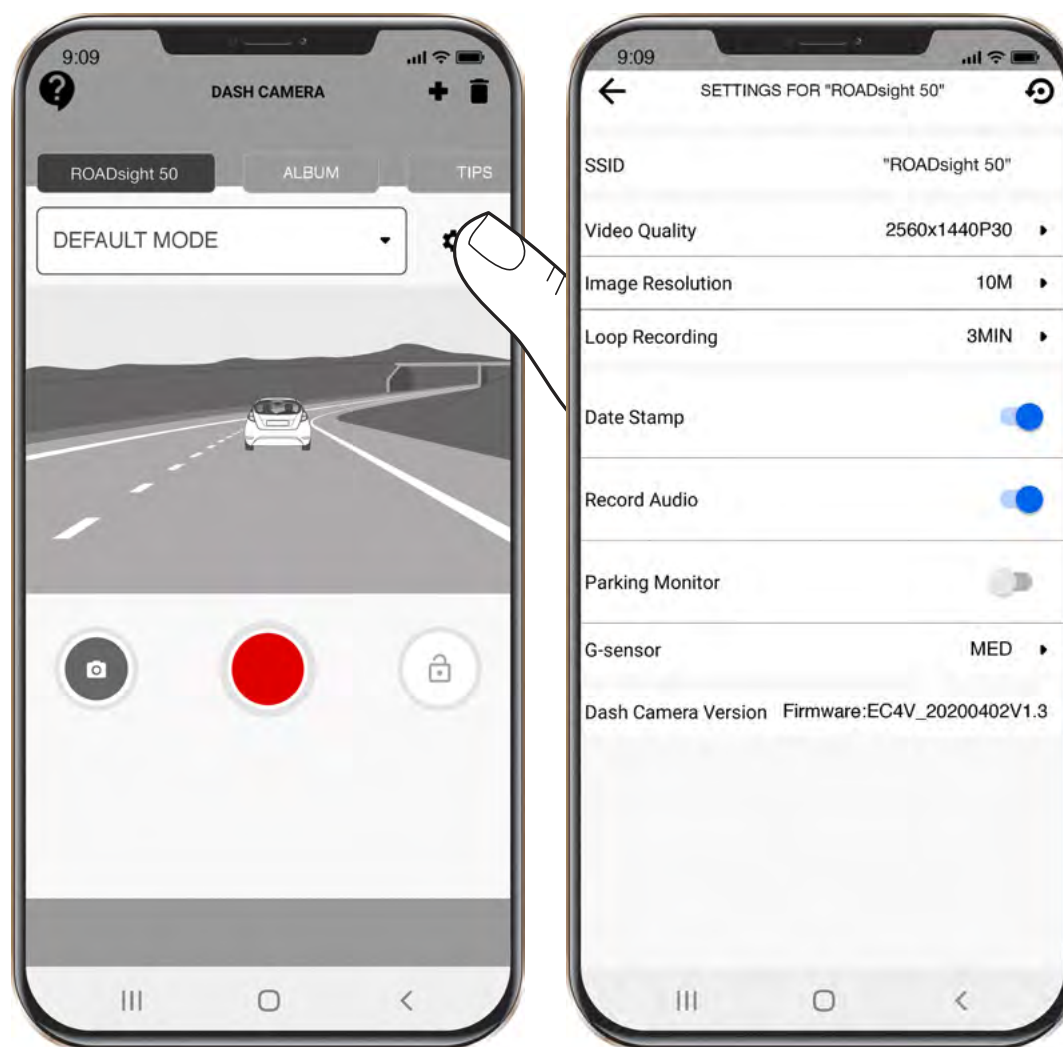 9:09
DASH CAMERA
ROADsight 50
ALBUM
TIPS
DEFAULT MODE
9:09
SETTINGS FOR "ROADsight 50"
SSID "ROADsight 50"
Video Quality 2560x1440P30
Image Resolution 10M
Loop Recording 3MIN
Date Stamp
Record Audio
Parking Monitor
G-sensor MED
Dash Camera Version Firmware:EC4V_20200402V1.3